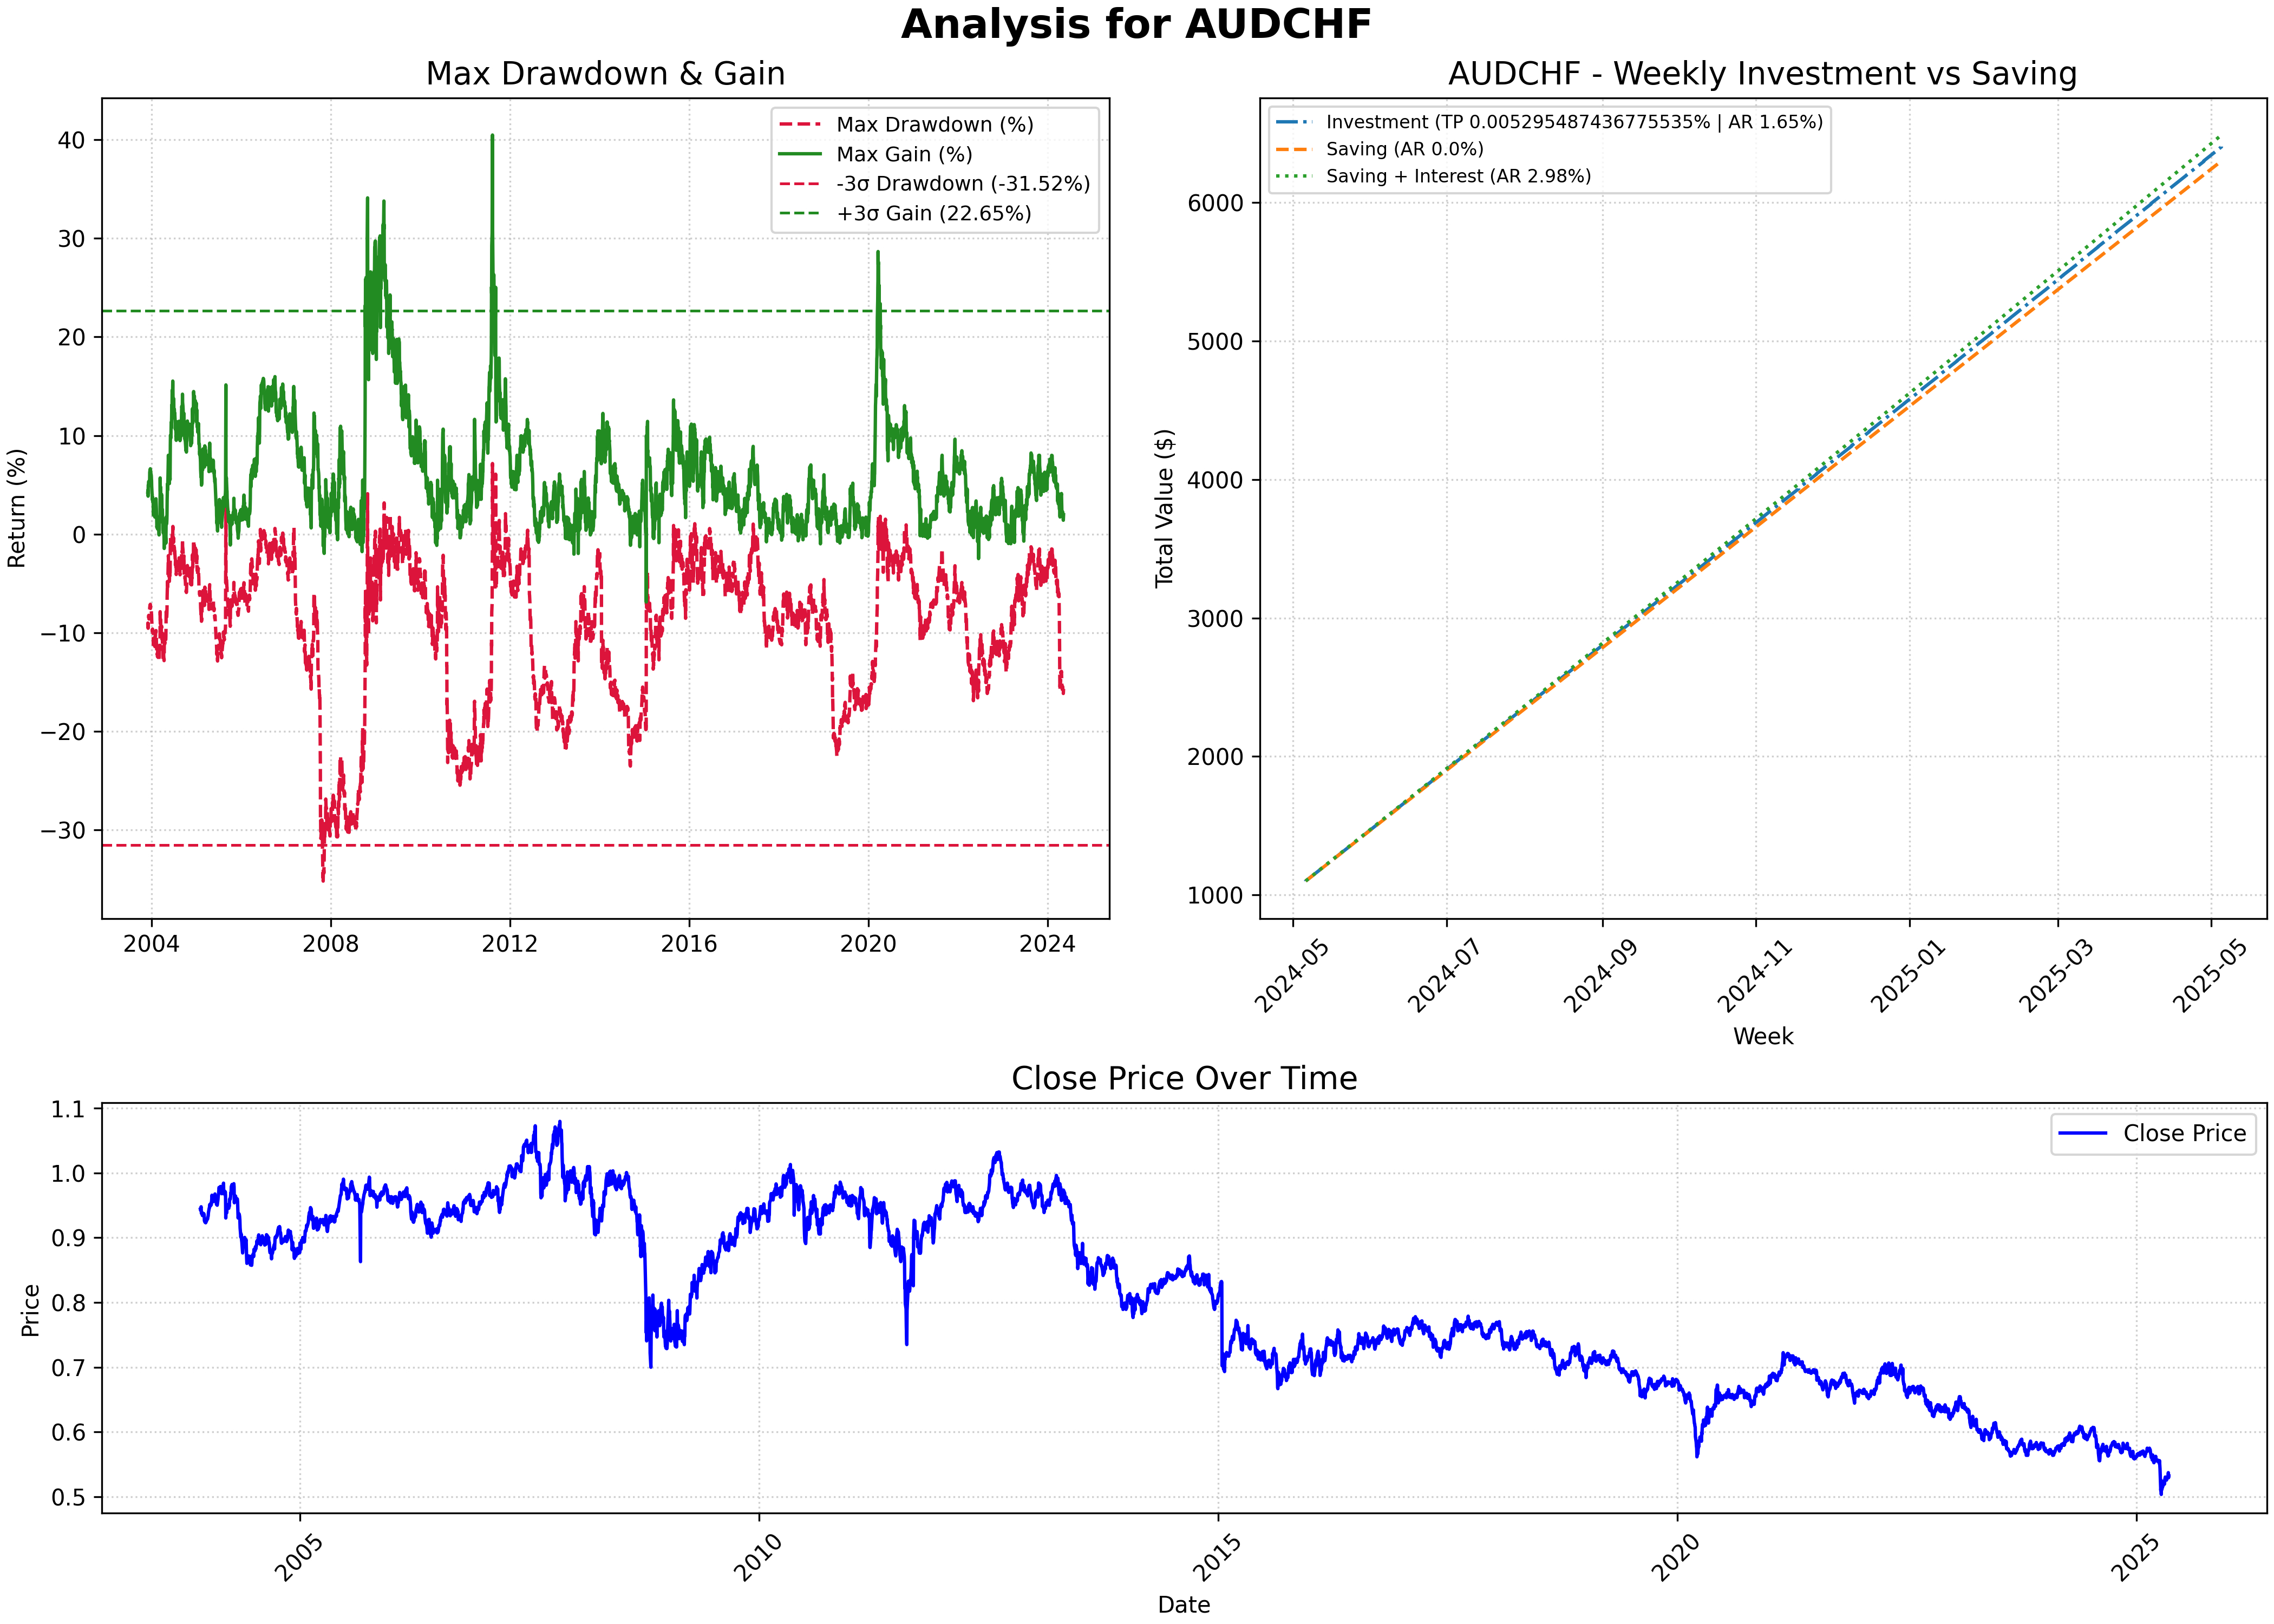 Analysis for AUDCHF
Max Drawdown & Gain
Return (%)
40
30
20
10
0
−10
−20
−30
Max Drawdown (%)
Max Gain (%)
-3σ Drawdown (-31.52%)
+3σ Gain (22.65%)
2004
2008
2012
2016
2020
2024
AUDCHF - Weekly Investment vs Saving
Total Value ($)
6000
5000
4000
3000
2000
1000
Investment (TP 0.005295487436775535% | AR 1.65%)
Saving (AR 0.0%)
Saving + Interest (AR 2.98%)
2024-05
2024-07
2024-09
2024-11
2025-01
2025-03
2025-05
Week
Close Price Over Time
Price
1.1
1.0
0.9
0.8
0.7
0.6
0.5
Close Price
2005
2010
2015
2020
2025
Date